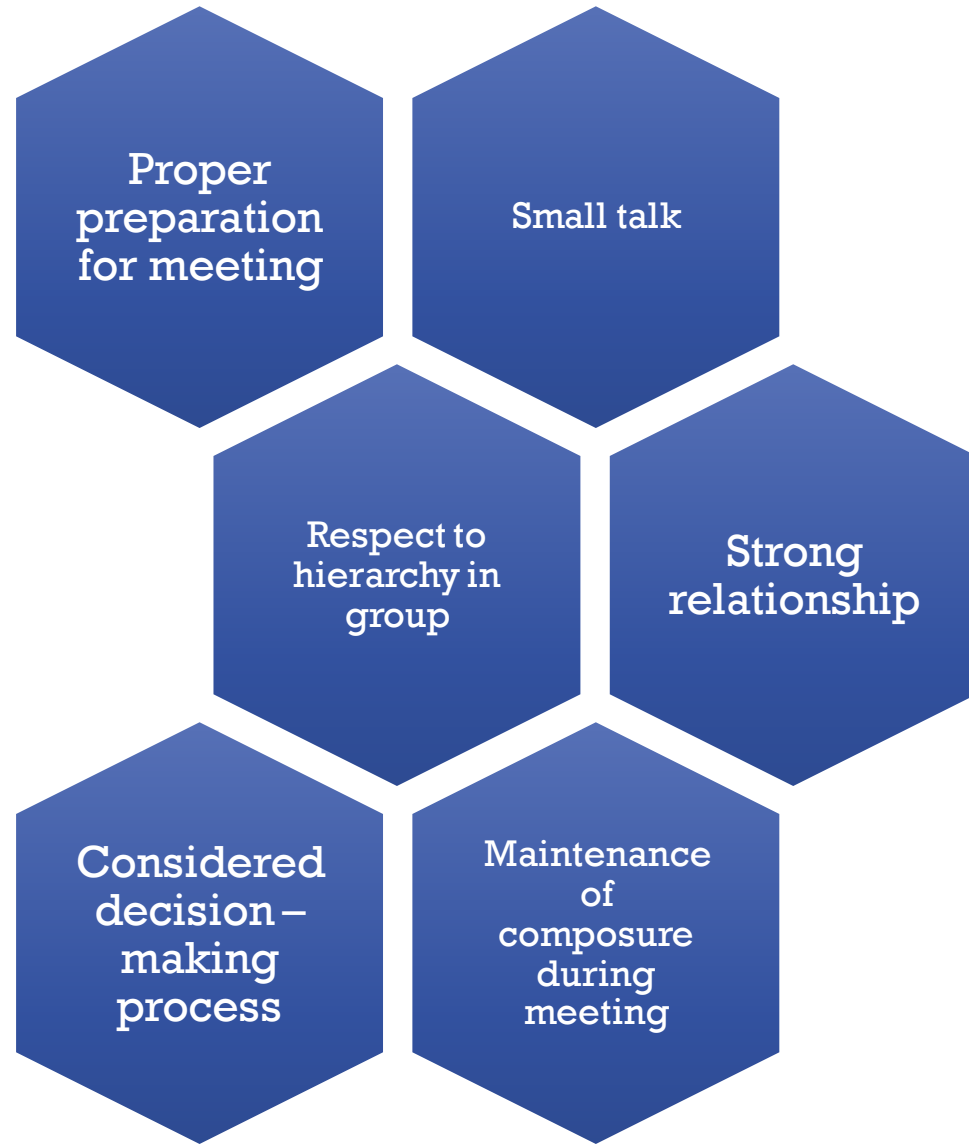 Proper
preparation
for meeting
Small talk
Respect to
hierarchy in
group
Strong
relationship
Considered
decision –
making
process
Maintenance
of
composure
during
meeting